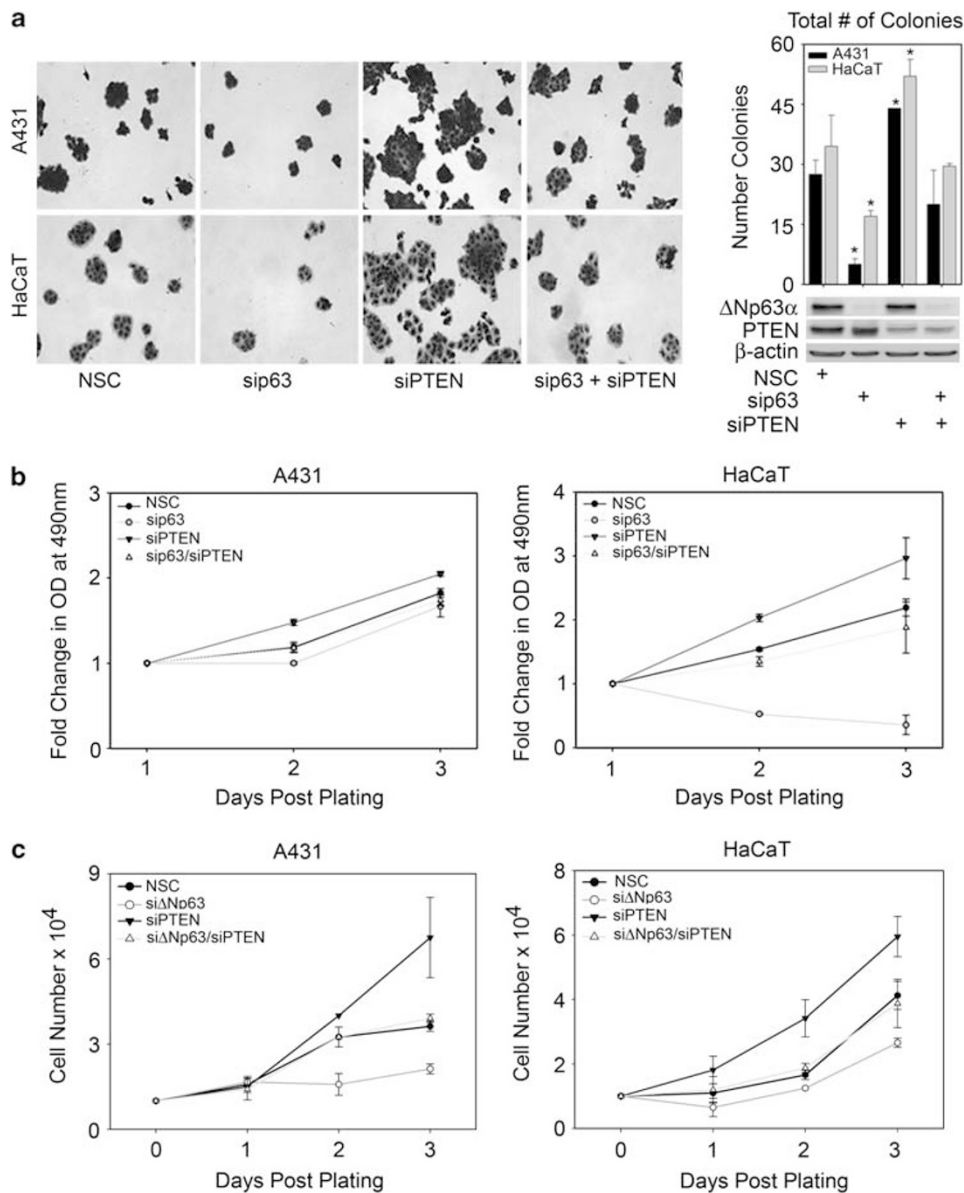 a
Total # of Colonies
A431
HaCaT
NSC
sip63
siPTEN
sip63 + siPTEN
Number Colonies
60
45
30
15
0
A431
HaCaT
*
*
*
*
ΔNp63α
PTEN
β-actin
NSC +
sip63 + +
siPTEN + +
b
A431
Fold Change in OD at 490nm
3
2
1
0
NSC
sip63
siPTEN
sip63/siPTEN
1 2 3
Days Post Plating
HaCaT
Fold Change in OD at 490nm
4
3
2
1
0
NSC
sip63
siPTEN
sip63/siPTEN
1 2 3
Days Post Plating
c
A431
Cell Number x 10⁴
9
6
3
0
NSC
siΔNp63
siPTEN
siΔNp63/siPTEN
0 1 2 3
Days Post Plating
HaCaT
Cell Number x 10⁴
8
6
4
2
0
NSC
siΔNp63
siPTEN
siΔNp63/siPTEN
0 1 2 3
Days Post Plating